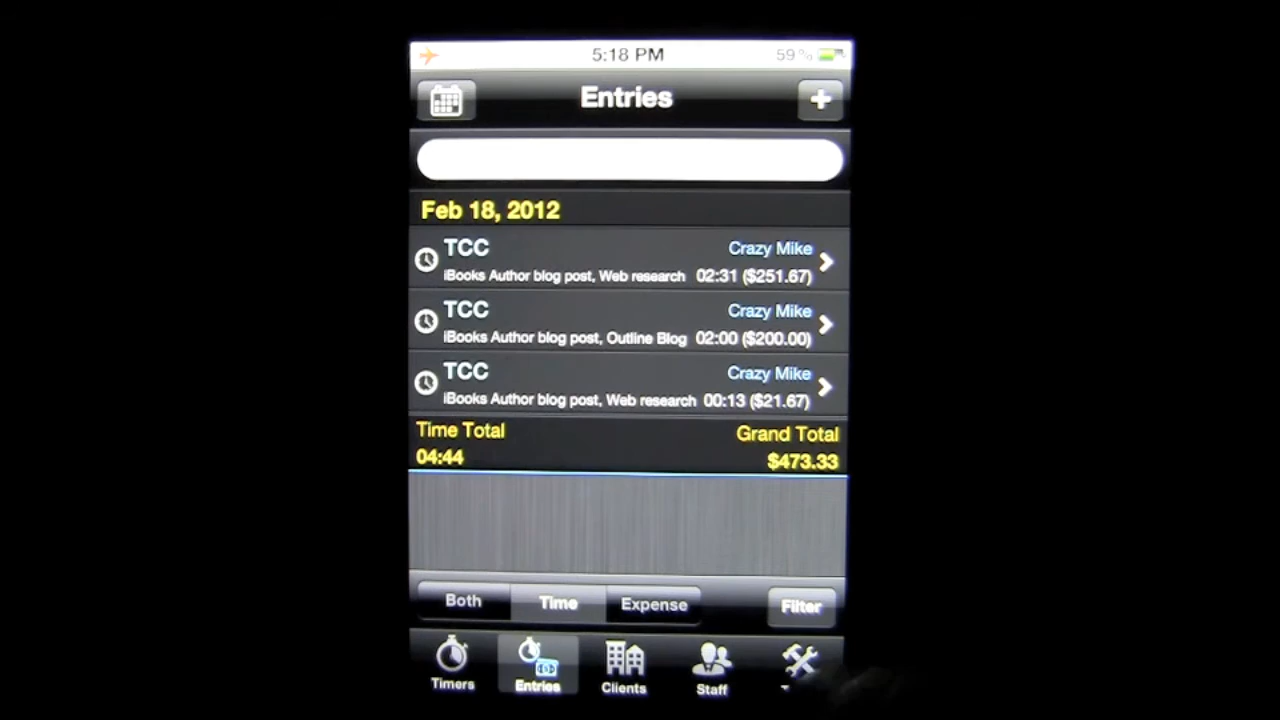 5:18 PM 59%
Entries +
Feb 18, 2012
TCC Crazy Mike
iBooks Author blog post, Web research 02:31 ($251.67)
TCC Crazy Mike
iBooks Author blog post, Outline Blog 02:00 ($200.00)
TCC Crazy Mike
iBooks Author blog post, Web research 00:13 ($21.67)
Time Total Grand Total
04:44 $473.33
Both Time Expense Filter
Timers Entries Clients Staff